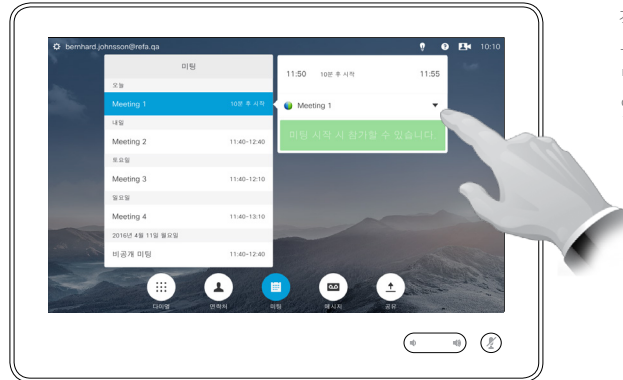 bernhard.johnsson@refa.qa
10:10
미팅
오늘
Meeting 1 10분 후 시작
내일
Meeting 2 11:40-12:40
토요일
Meeting 3 11:40-12:10
일요일
Meeting 4 11:40-13:10
2016년 4월 11일 월요일
비공개 미팅 11:40-12:40
11:50 10분 후 시작 11:55
Meeting 1
미팅 시작 시 참가할 수 있습니다
다이얼 연락처 미팅 메시지 공유